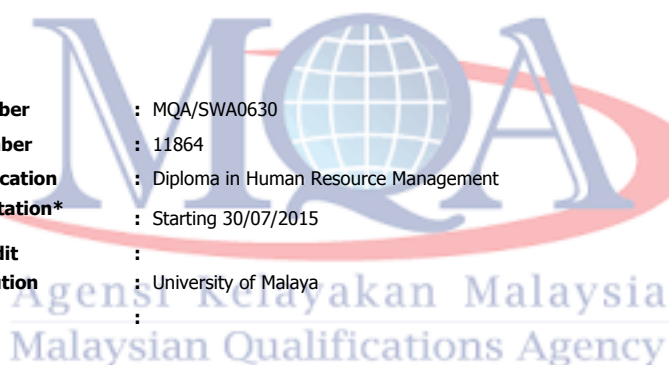 MQA
ber : MQA/SWA0630
ber : 11864
cation : Diploma in Human Resource Management
tation* : Starting 30/07/2015
dit :
tion : University of Malaya
:
Agensi Kelayakan Malaysia
Malaysian Qualifications Agency